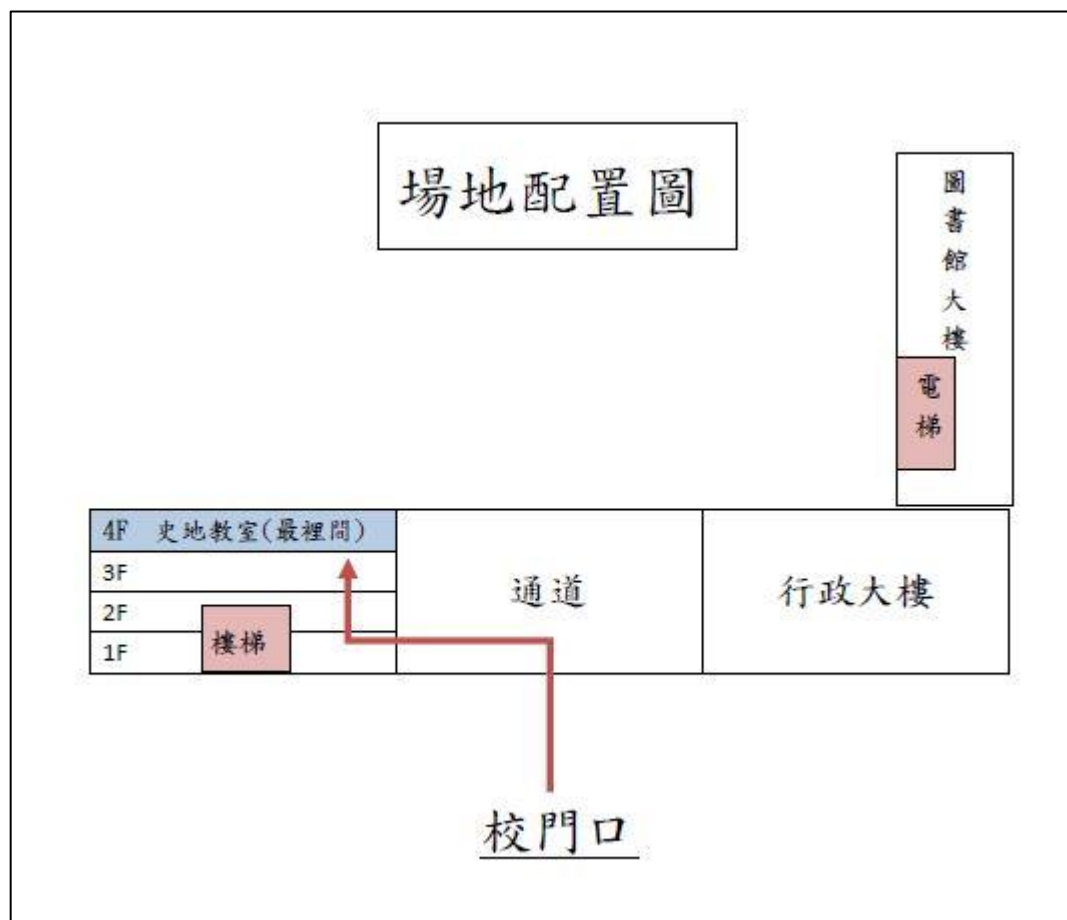 場地配置圖
圖書館大樓
電梯
4F 史地教室(最裡間)
3F
2F
1F
樓梯
通道
行政大樓
校門口